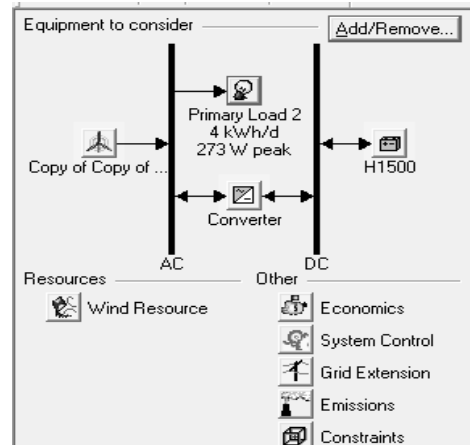 Equipment to consider
Add/Remove...
Primary Load 2
4 kWh/d
273 W peak
Copy of Copy of ...
H1500
Converter
AC
DC
Resources
Other
Wind Resource
Economics
System Control
Grid Extension
Emissions
Constraints